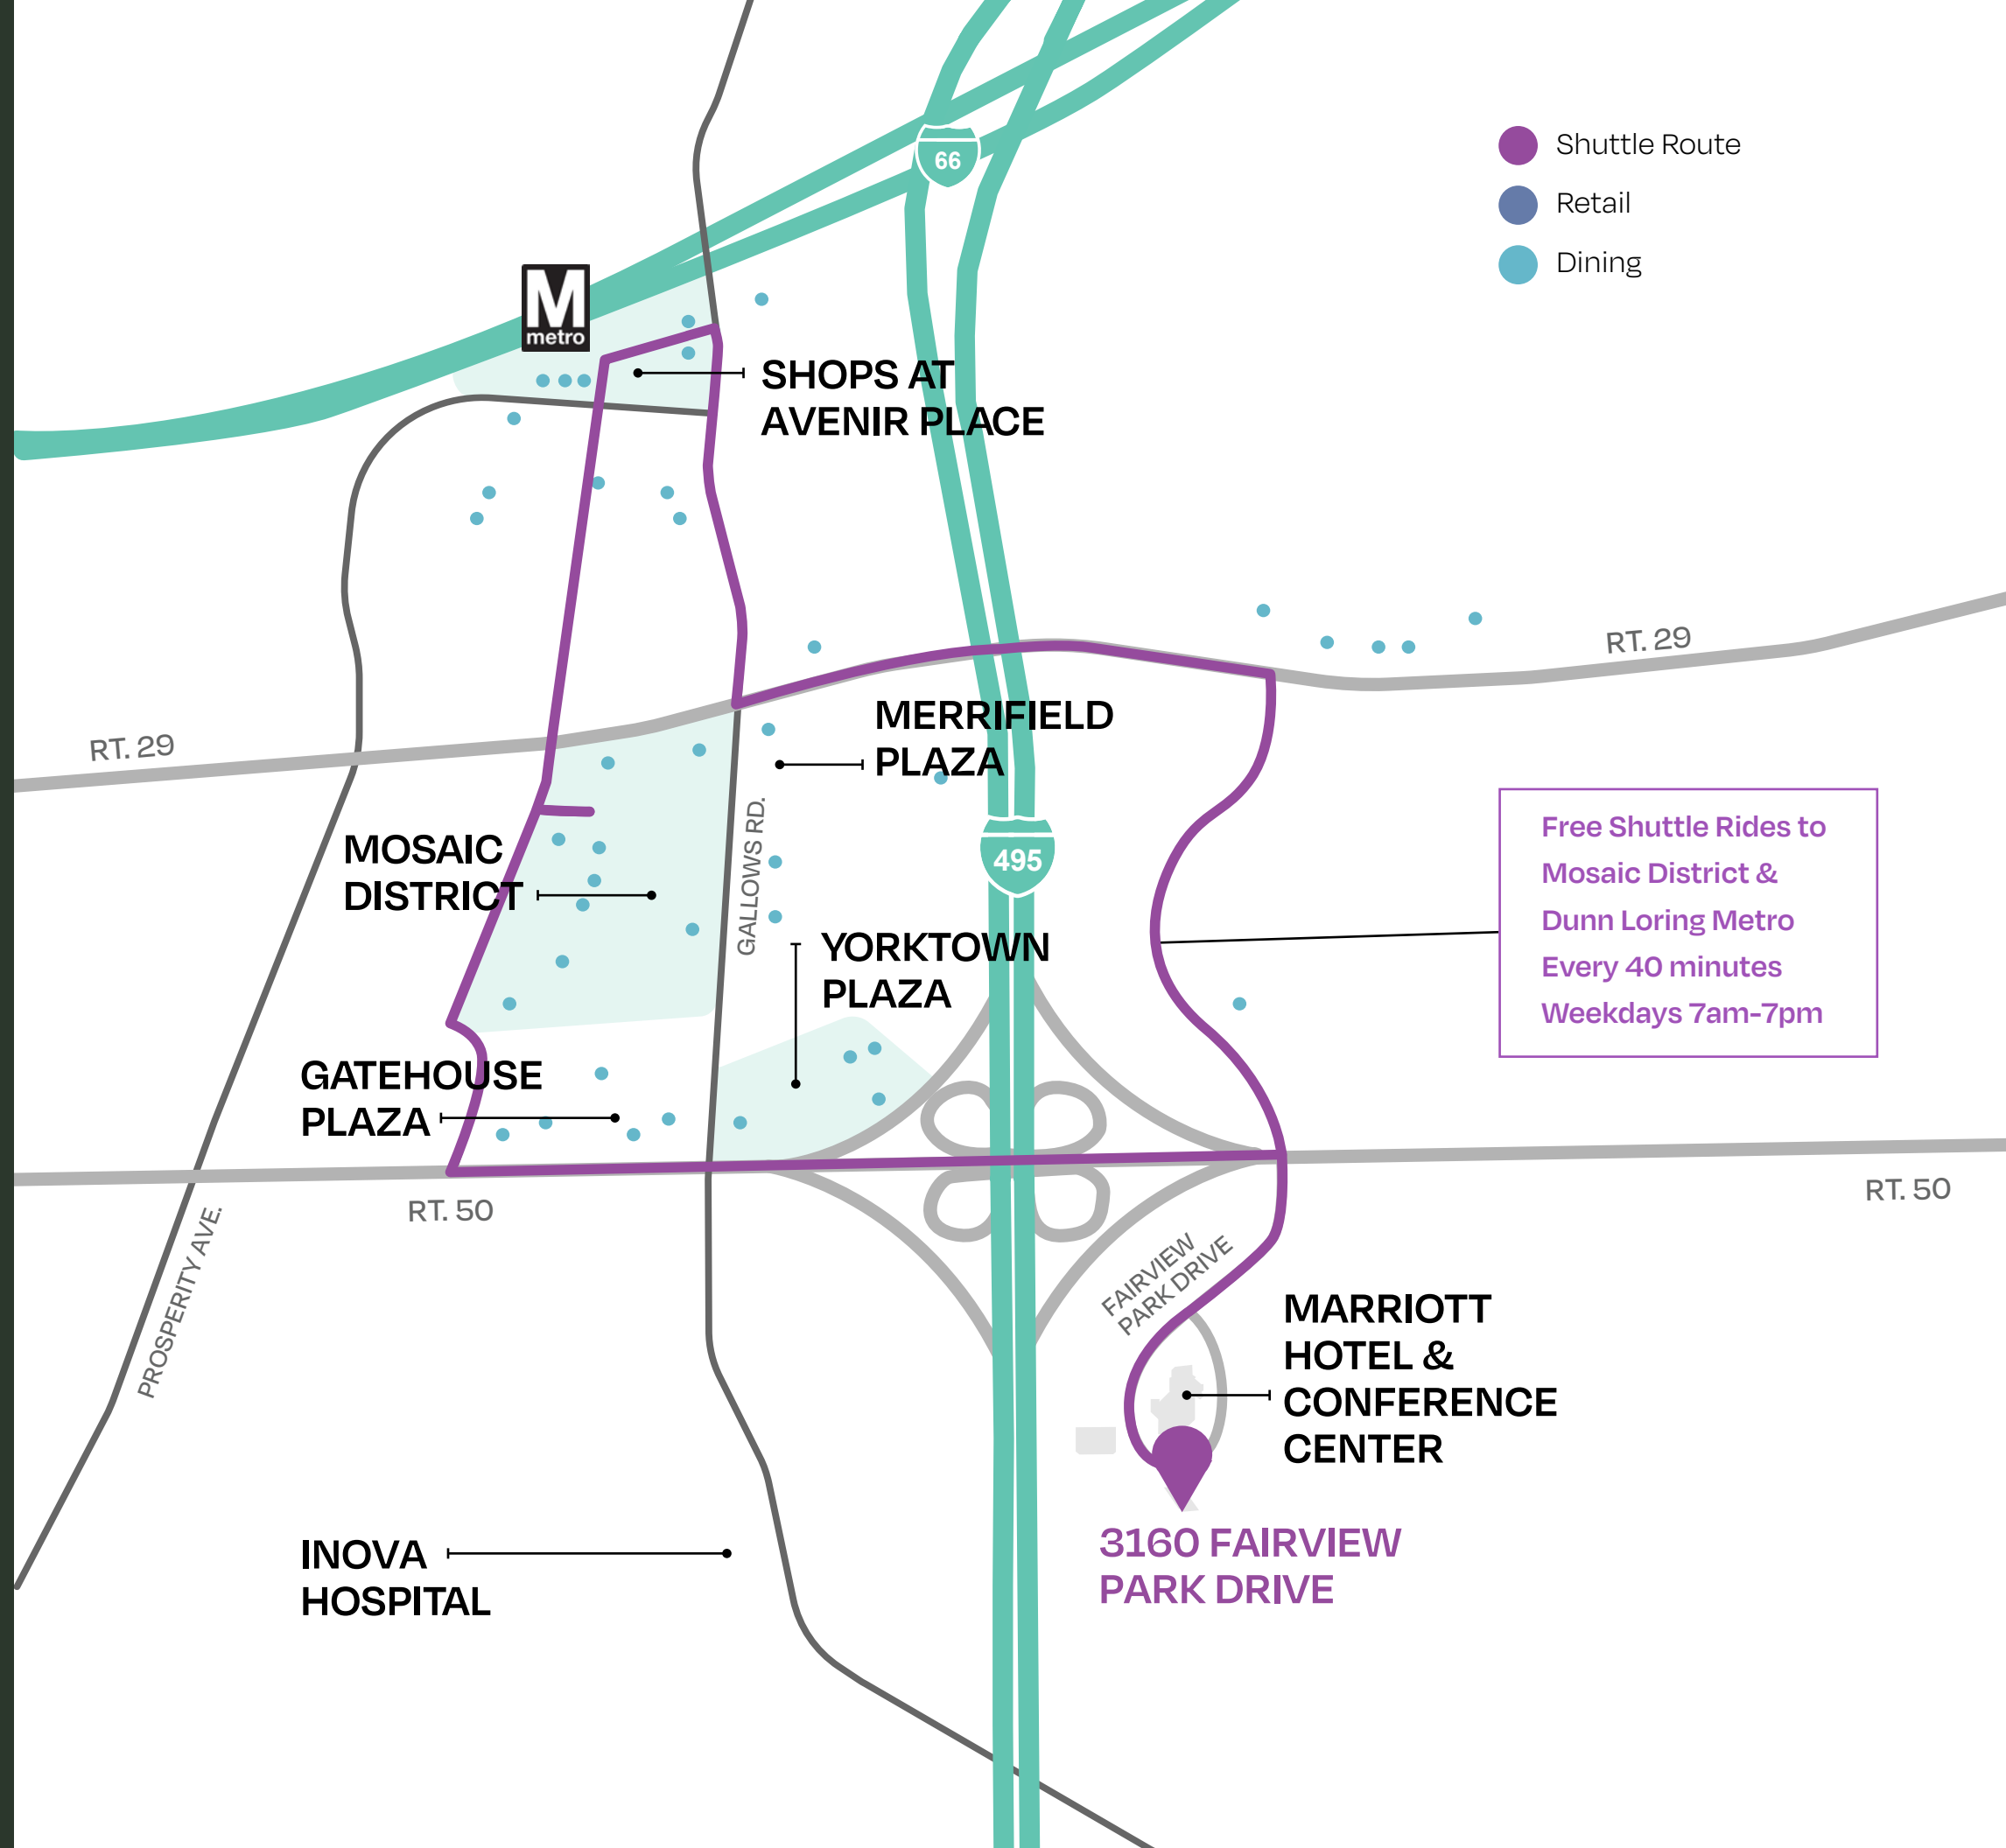 66
Shuttle Route
Retail
Dining
M
metro
SHOPS AT
AVENIR PLACE
RT. 29
RT. 29
MERRIFIELD
PLAZA
GALLOWS RD.
MOSAIC
DISTRICT
495
Free Shuttle Rides to
Mosaic District &
Dunn Loring Metro
Every 40 minutes
Weekdays 7am-7pm
YORKTOWN
PLAZA
GATEHOUSE
PLAZA
RT. 50
RT. 50
PROSPERITY AVE.
FAIRVIEW
PARK DRIVE
MARRIOTT
HOTEL &
CONFERENCE
CENTER
3160 FAIRVIEW
PARK DRIVE
INOVA
HOSPITAL